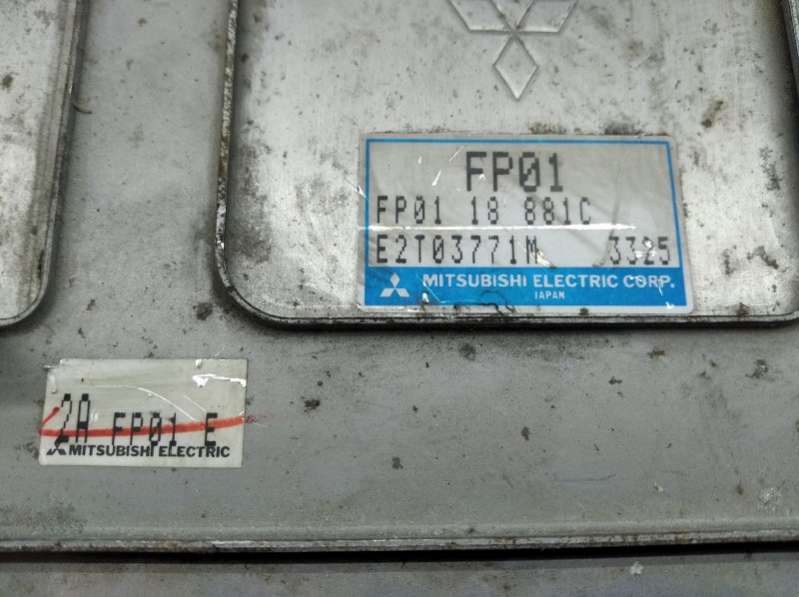 FP01
FP01 18 881C
E2T03771M 3325
MITSUBISHI ELECTRIC CORP.
JAPAN
2A FP01 E
MITSUBISHI ELECTRIC